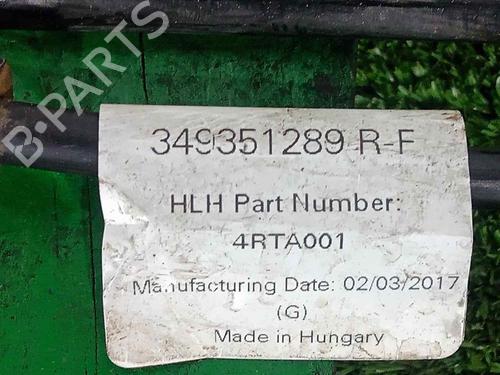 B-PARTS
349351289 R-F
HLH Part Number:
4RTA001
Manufacturing Date: 02/03/2017
(G)
Made in Hungary